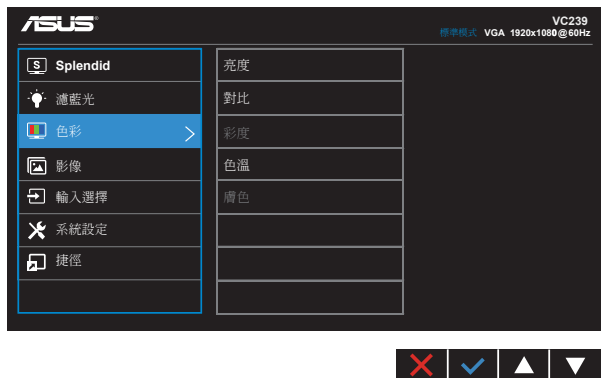 ASUS
VC239
標準模式 VGA 1920x1080@60Hz
S Splendid
濾藍光
色彩
影像
輸入選擇
系統設定
捷徑
亮度
對比
彩度
色溫
膚色